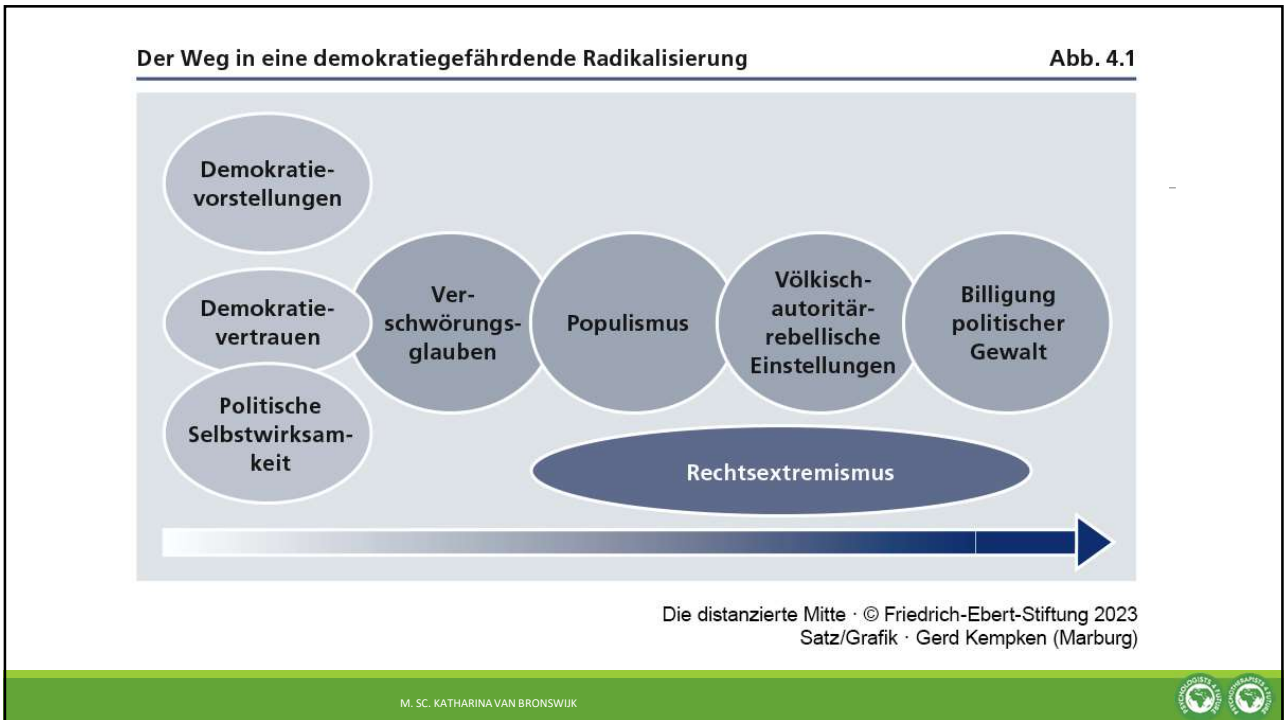 Der Weg in eine demokratiegefährdende Radikalisierung
Abb. 4.1
Demokratie-
vorstellungen
Demokratie-
vertrauen
Politische
Selbstwirksam-
keit
Ver-
schwörungs-
glauben
Populismus
Völkisch-
autoritär-
rebellische
Einstellungen
Billigung
politischer
Gewalt
Rechtsextremismus
Die distanzierte Mitte · © Friedrich-Ebert-Stiftung 2023
Satz/Grafik · Gerd Kempken (Marburg)
M. SC. KATHARINA VAN BRONSWIJK